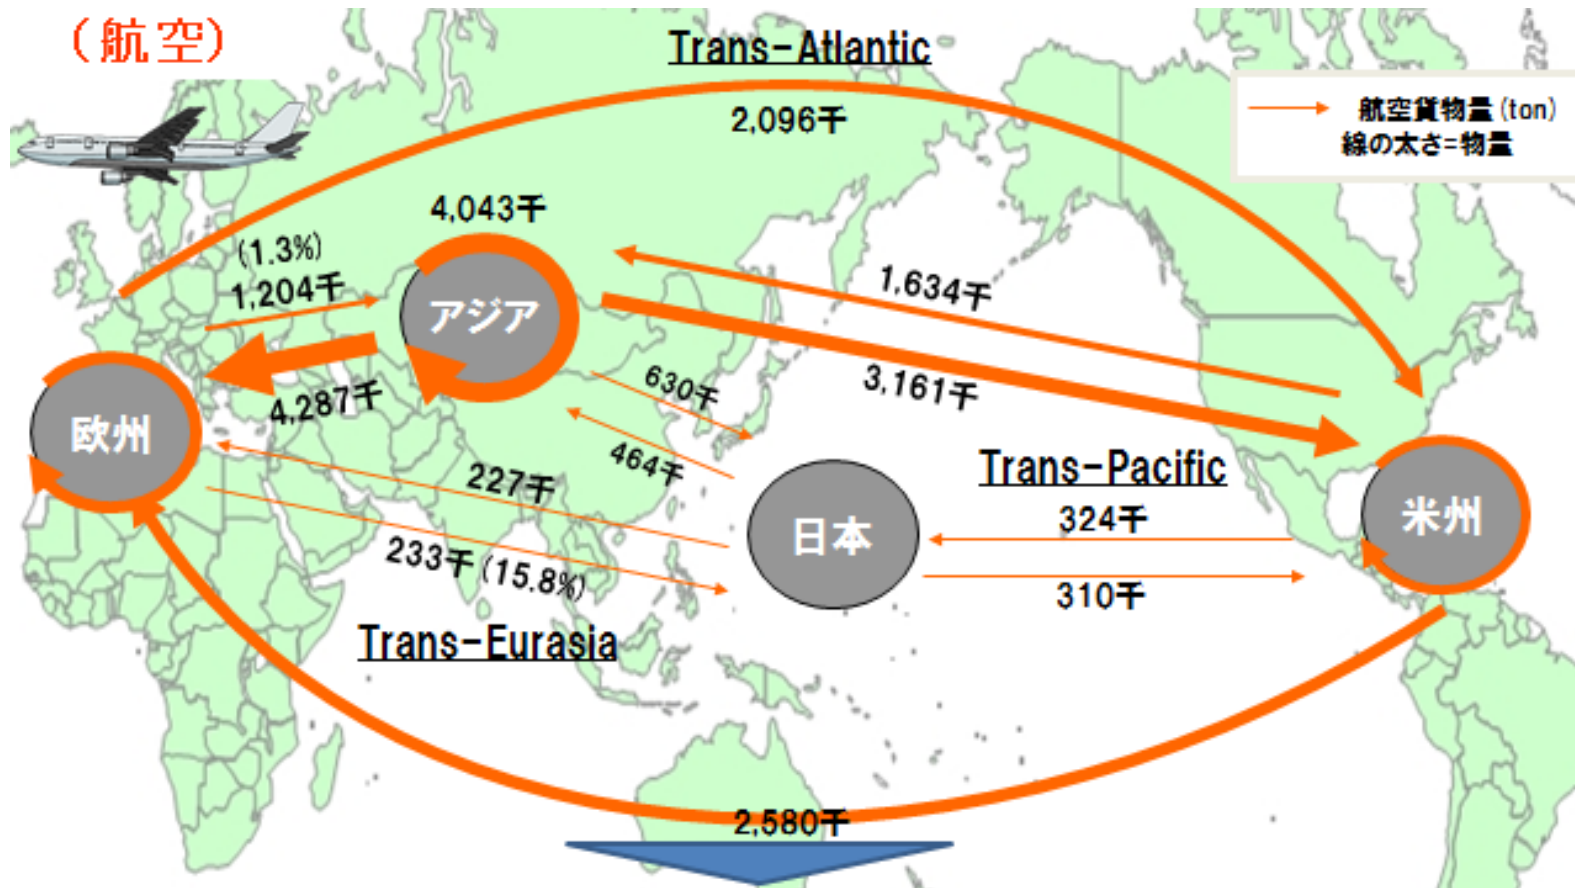 (航空)
Trans-Atlantic
2,096千
航空貨物量(ton)
線の太さ=物量
4,043千
(1.3%)
1,204千
アジア
1,634千
3,161千
4,287千
630千
欧州
464千
227千
Trans-Pacific
324千
米州
日本
233千(15.8%)
310千
Trans-Eurasia
2,580千